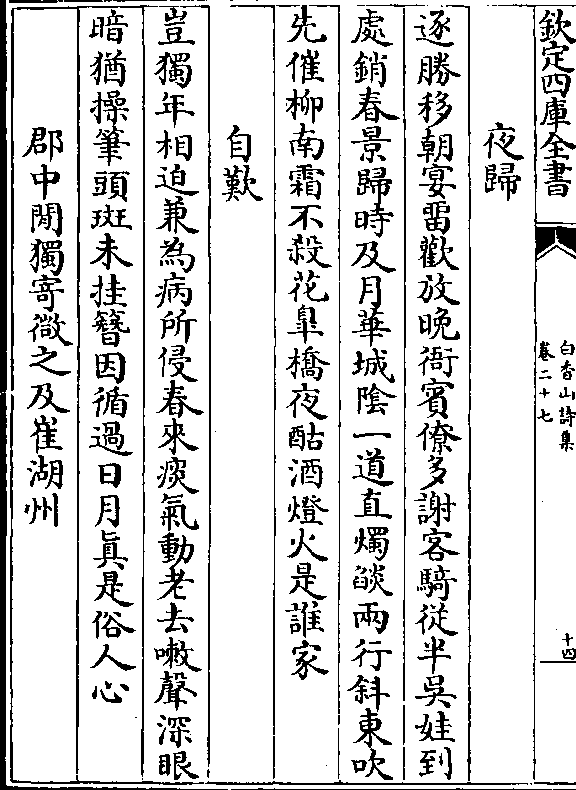 欽定四庫全書
白香山詩集
卷二十七
十四
夜歸
逐勝移朝宴留歡放晚衙賓僚多謝客騎從半吳娃到
處銷春景歸時及月華城陰一道直燭燄兩行斜東吹
先催柳南霜不殺花臯橋夜酤酒燈火是誰家
自歎
豈獨年相迫兼為病所侵春來痰氣動老去嗽聲深眼
暗猶操筆頭斑未挂簪因循過日月眞是俗人心
郡中閒獨寄微之及崔湖州